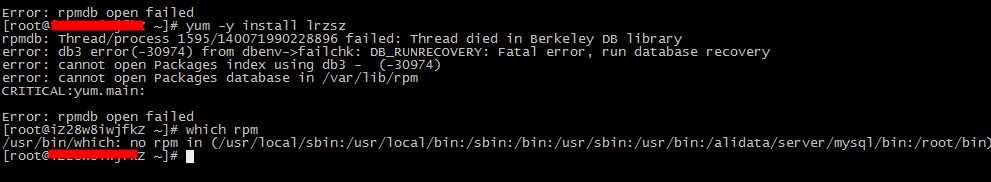 Error: rpmdb open failed
[root@ ~]# yum -y install lrzsz
rpmdb: Thread/process 1595/140071990228896 failed: Thread died in Berkeley DB library
error: db3 error(-30974) from dbenv->failchk: DB_RUNRECOVERY: Fatal error, run database recovery
error: cannot open Packages index using db3 -  (-30974)
error: cannot open Packages database in /var/lib/rpm
CRITICAL:yum.main:
Error: rpmdb open failed
[root@iZ28w8iwjfkZ ~]# which rpm
/usr/bin/which: no rpm in (/usr/local/sbin:/usr/local/bin:/sbin:/bin:/usr/sbin:/usr/bin:/alidata/server/mysql/bin:/root/bin)
[root@ ~]#